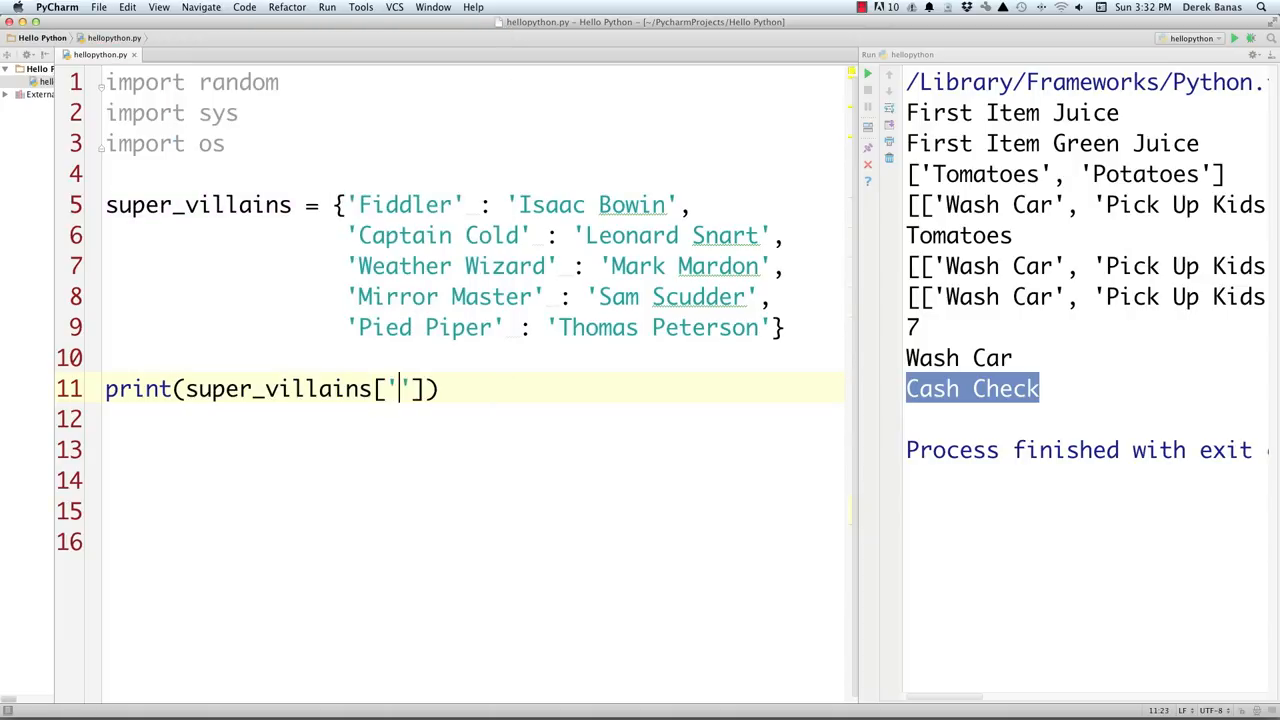 PyCharm File Edit View Navigate Code Refactor Run Tools VCS Window Help 10 Sun 3:32 PM Derek Banas
hellopython.py – Hello Python – [~/PycharmProjects/Hello Python]
Hello Python hellopython.py hellopython
hellopython.py Run hellopython
Hello P
hell
Extern
1 import random
2 import sys
3 import os
4
5 super_villains = {'Fiddler' : 'Isaac Bowin',
6 'Captain Cold' : 'Leonard Snart',
7 'Weather Wizard' : 'Mark Mardon',
8 'Mirror Master' : 'Sam Scudder',
9 'Pied Piper' : 'Thomas Peterson'}
10
11 print(super_villains[''])
12
13
14
15
16
/Library/Frameworks/Python.
First Item Juice
First Item Green Juice
['Tomatoes', 'Potatoes']
[['Wash Car', 'Pick Up Kids
Tomatoes
[['Wash Car', 'Pick Up Kids
[['Wash Car', 'Pick Up Kids
7
Wash Car
Cash Check
Process finished with exit
11:23 LF UTF-8